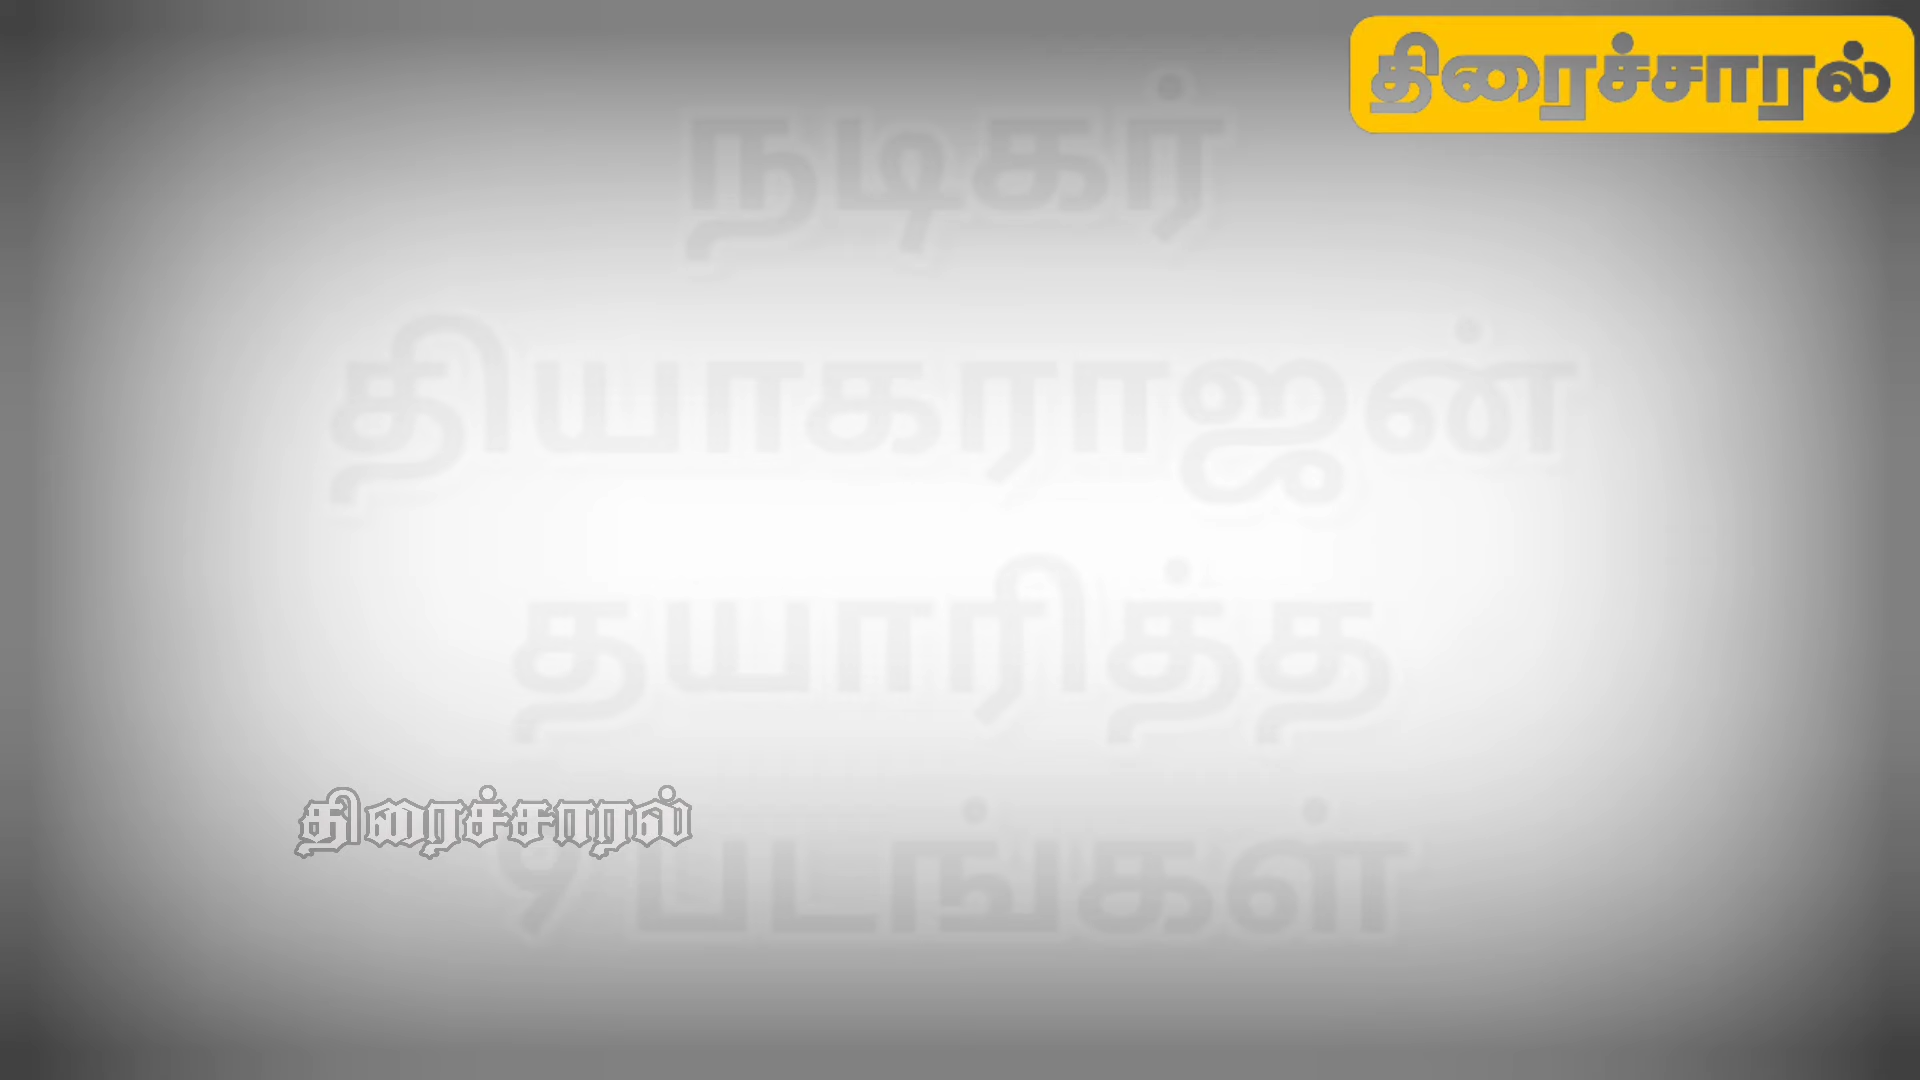 திரைச்சாரல்
நடிகர்
தியாகராஜன்
தயாரித்த
திரைச்சாரல்
9 படங்கள்